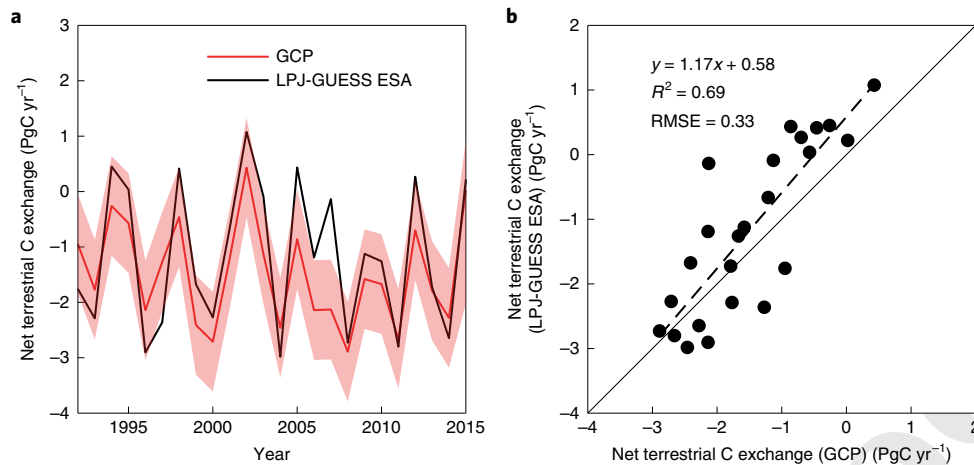 a
3
2
1
0
–1
–2
–3
–4
Net terrestrial C exchange (PgC yr⁻¹)
GCP
LPJ-GUESS ESA
1995
2000
2005
2010
2015
Year
b
2
1
0
–1
–2
–3
–4
Net terrestrial C exchange
(LPJ-GUESS ESA) (PgC yr⁻¹)
y = 1.17x + 0.58
R² = 0.69
RMSE = 0.33
–4
–3
–2
–1
0
1
2
Net terrestrial C exchange (GCP) (PgC yr⁻¹)